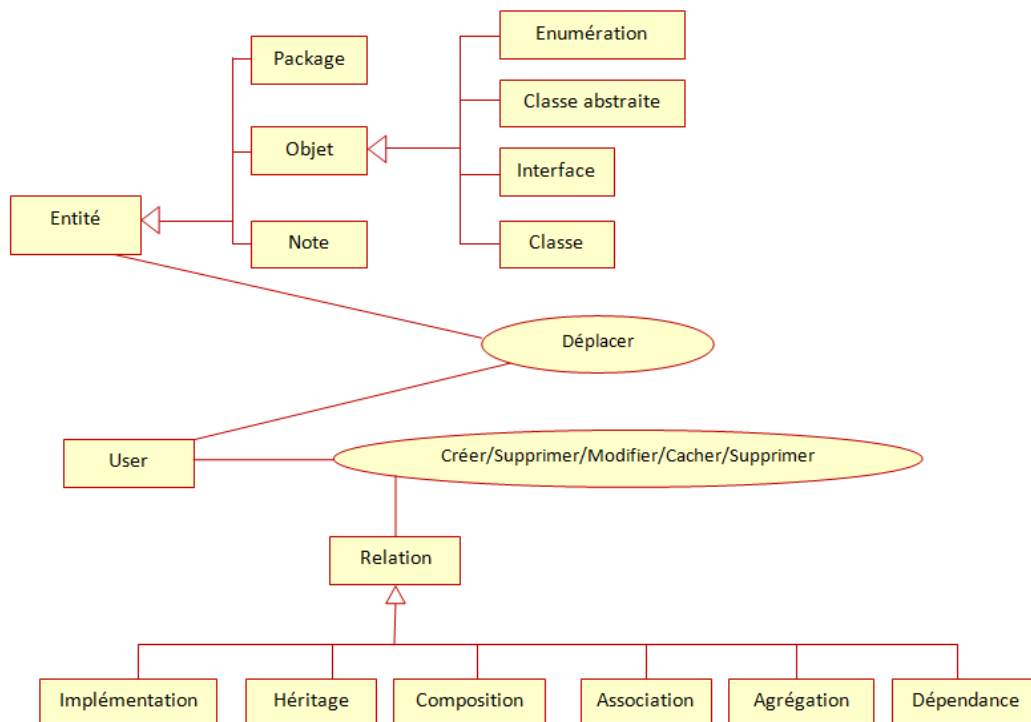 Enumération
Package
Classe abstraite
Objet
Interface
Entité
Note
Classe
Déplacer
User
Créer/Supprimer/Modifier/Cacher/Supprimer
Relation
Implémentation
Héritage
Composition
Association
Agrégation
Dépendance